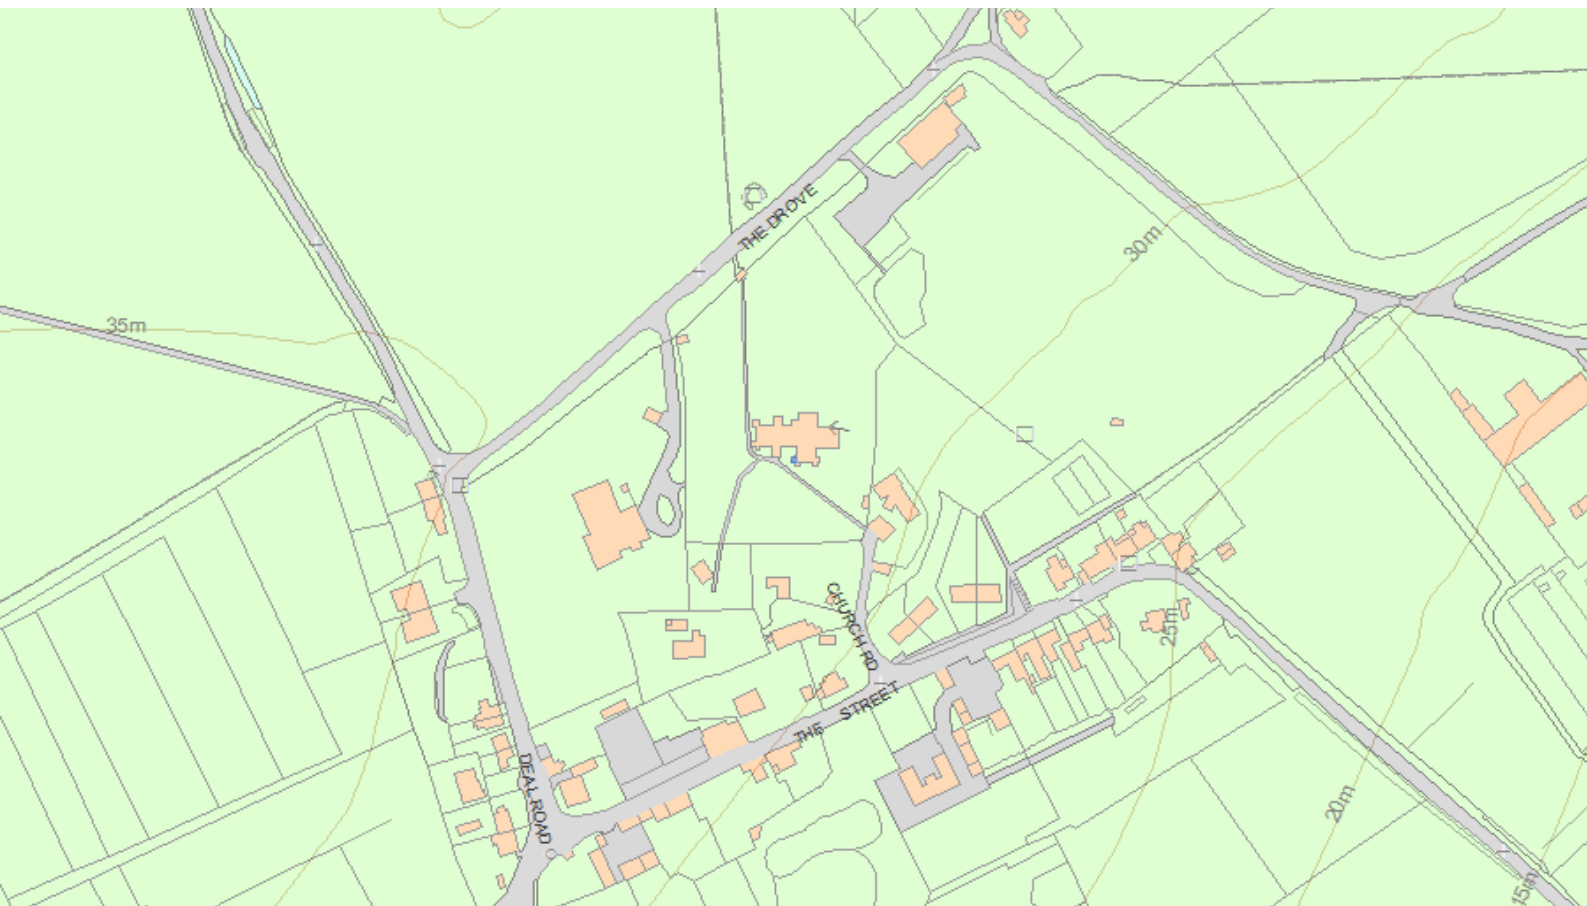 THE DROVE
30m
35m
CHURCH RD
25m
THE STREET
DEAL ROAD
20m
15m